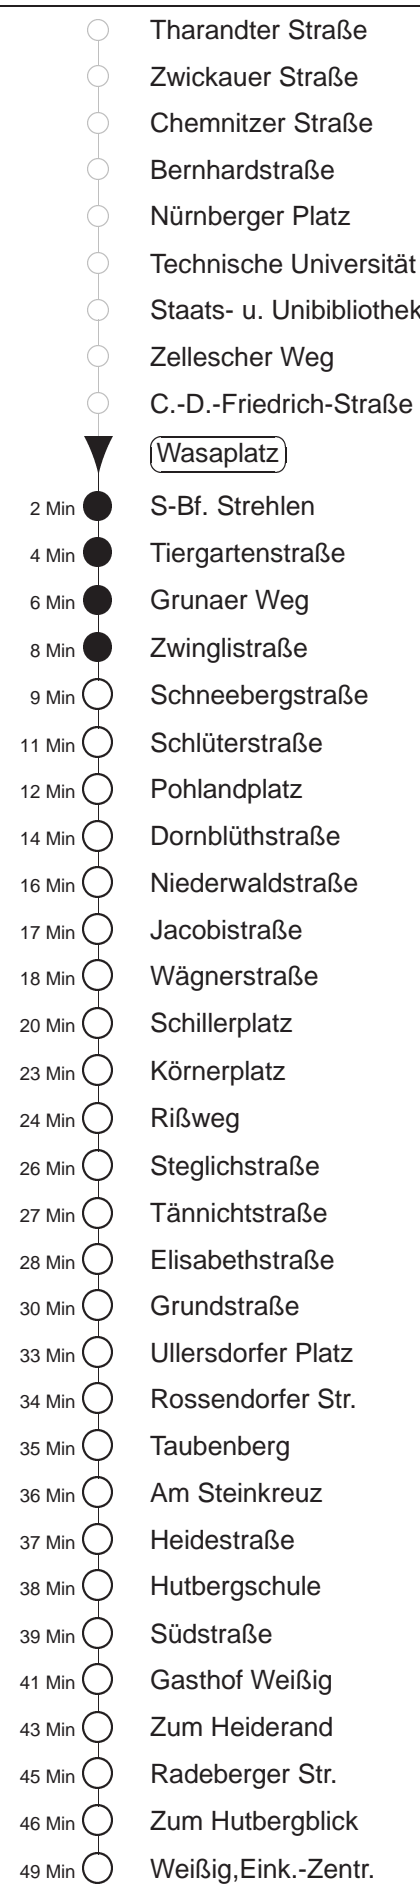 Tharandter Straße
Zwickauer Straße
Chemnitzer Straße
Bernhardstraße
Nürnberger Platz
Technische Universität
Staats- u. Unibibliothek
Zellescher Weg
C.-D.-Friedrich-Straße
Wasaplatz
2 Min S-Bf. Strehlen
4 Min Tiergartenstraße
6 Min Grunaer Weg
8 Min Zwinglistraße
9 Min Schneebergstraße
11 Min Schlüterstraße
12 Min Pohlandplatz
14 Min Dornblüthstraße
16 Min Niederwaldstraße
17 Min Jacobistraße
18 Min Wägnerstraße
20 Min Schillerplatz
23 Min Körnerplatz
24 Min Rißweg
26 Min Steglichstraße
27 Min Tännichtstraße
28 Min Elisabethstraße
30 Min Grundstraße
33 Min Ullersdorfer Platz
34 Min Rossendorfer Str.
35 Min Taubenberg
36 Min Am Steinkreuz
37 Min Heidestraße
38 Min Hutbergschule
39 Min Südstraße
41 Min Gasthof Weißig
43 Min Zum Heiderand
45 Min Radeberger Str.
46 Min Zum Hutbergblick
49 Min Weißig,Eink.-Zentr.